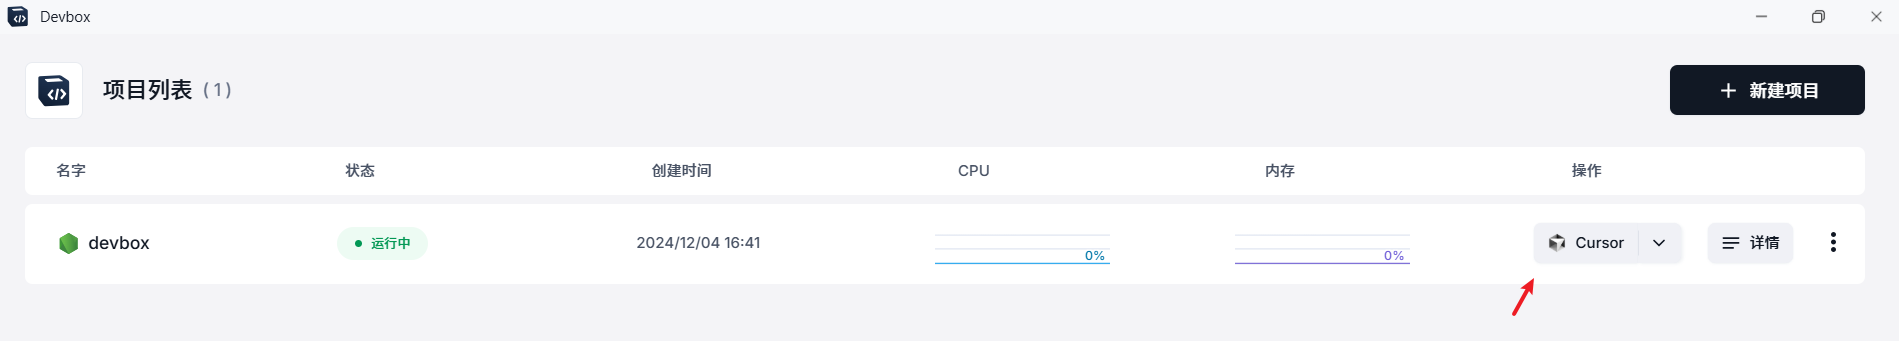 Devbox
项目列表 (1)
+ 新建项目
名字 状态 创建时间 CPU 内存 操作
devbox 运行中 2024/12/04 16:41 0% 0% Cursor 详情